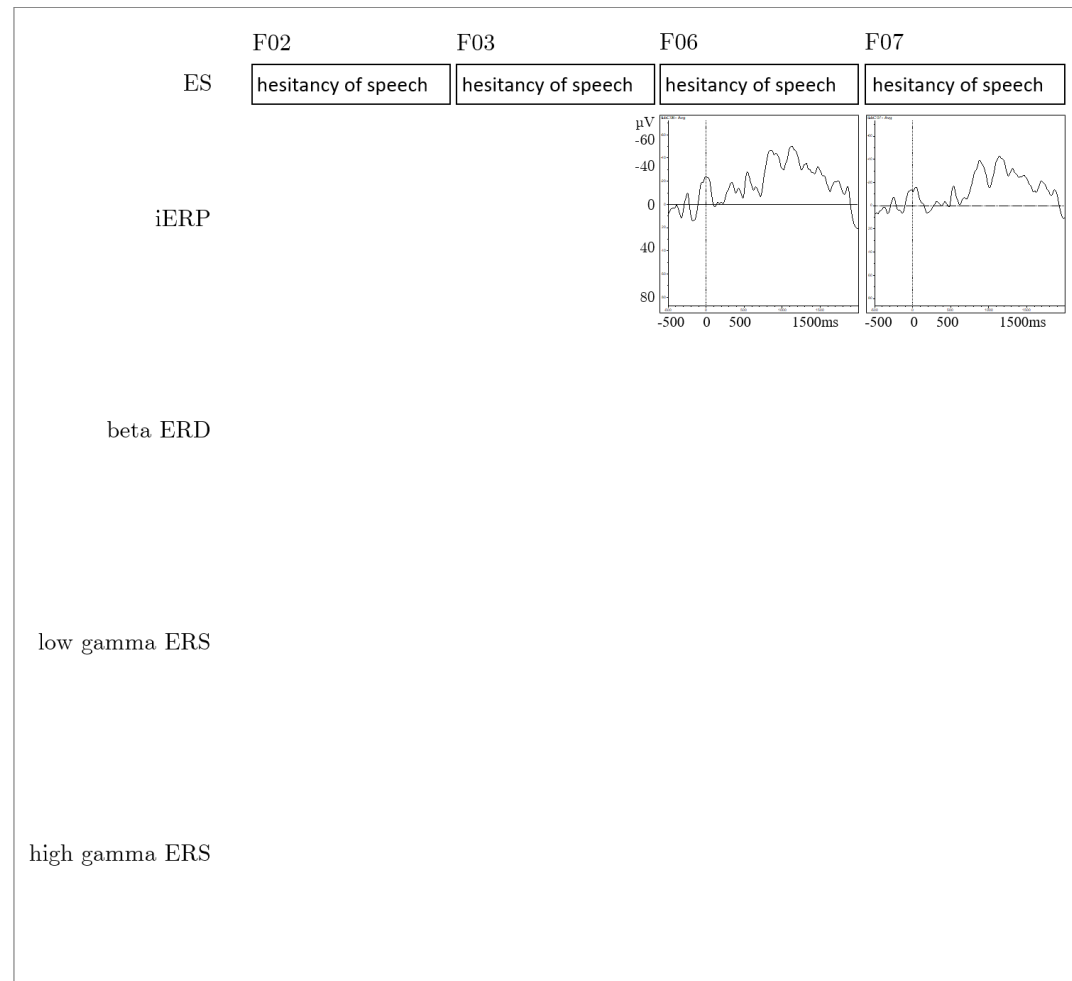 F02 F03 F06 F07
ES hesitancy of speech hesitancy of speech hesitancy of speech hesitancy of speech
µV
-60
-40
iERP 0
40
80
-500 0 500 1500ms -500 0 500 1500ms
beta ERD
low gamma ERS
high gamma ERS